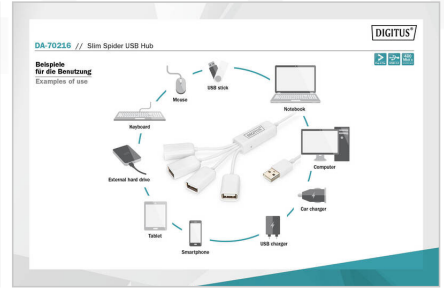 DIGITUS®
DA-70216 // Slim Spider USB Hub
Beispiele
für die Benutzung
Examples of use
USB stick
Mouse
Notebook
Keyboard
DIGITUS
Computer
External hard drive
Car charger
Tablet
USB charger
Smartphone